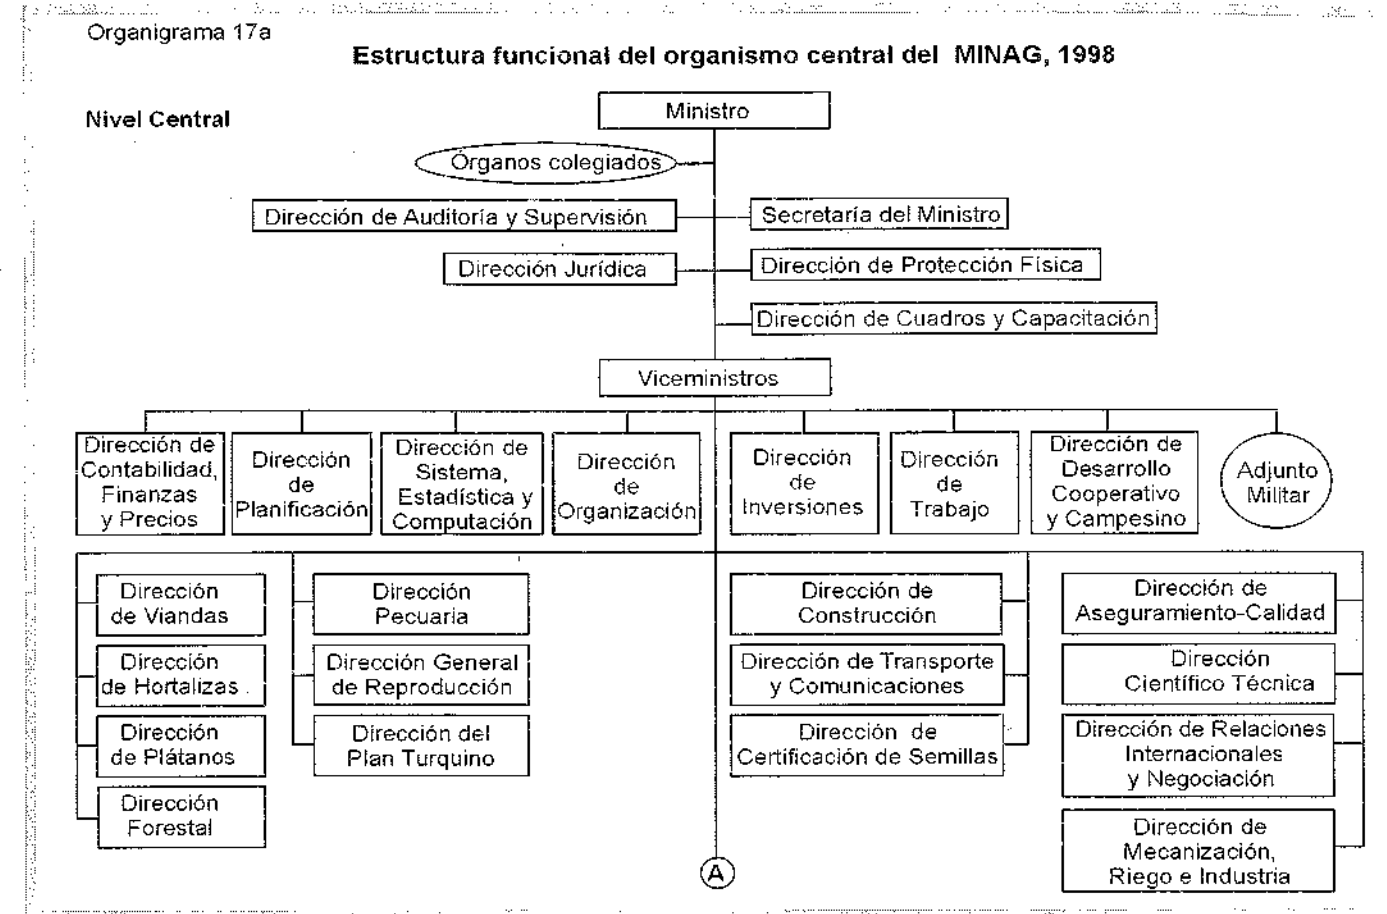 Organigrama 17a
Estructura funcional del organismo central del MINAG, 1998
Nivel Central
Ministro
Órganos colegiados
Dirección de Auditoría y Supervisión
Secretaría del Ministro
Dirección Jurídica
Dirección de Protección Física
Dirección de Cuadros y Capacitación
Viceministros
Dirección de
Contabilidad,
Finanzas
y Precios
Dirección
de
Planificación
Dirección de
Sistema,
Estadística y
Computación
Dirección
de
Organización
Dirección
de
Inversiones
Dirección
de
Trabajo
Dirección de
Desarrollo
Cooperativo
y Campesino
Adjunto
Militar
Dirección
de Viandas
Dirección
de Hortalizas
Dirección
de Plátanos
Dirección
Forestal
Dirección
Pecuaria
Dirección General
de Reproducción
Dirección del
Plan Turquino
Dirección de
Construcción
Dirección de Transporte
y Comunicaciones
Dirección de
Certificación de Semillas
Dirección de
Aseguramiento-Calidad
Dirección
Científico Técnica
Dirección de Relaciones
Internacionales
y Negociación
Dirección de
Mecanización,
Riego e Industria
A